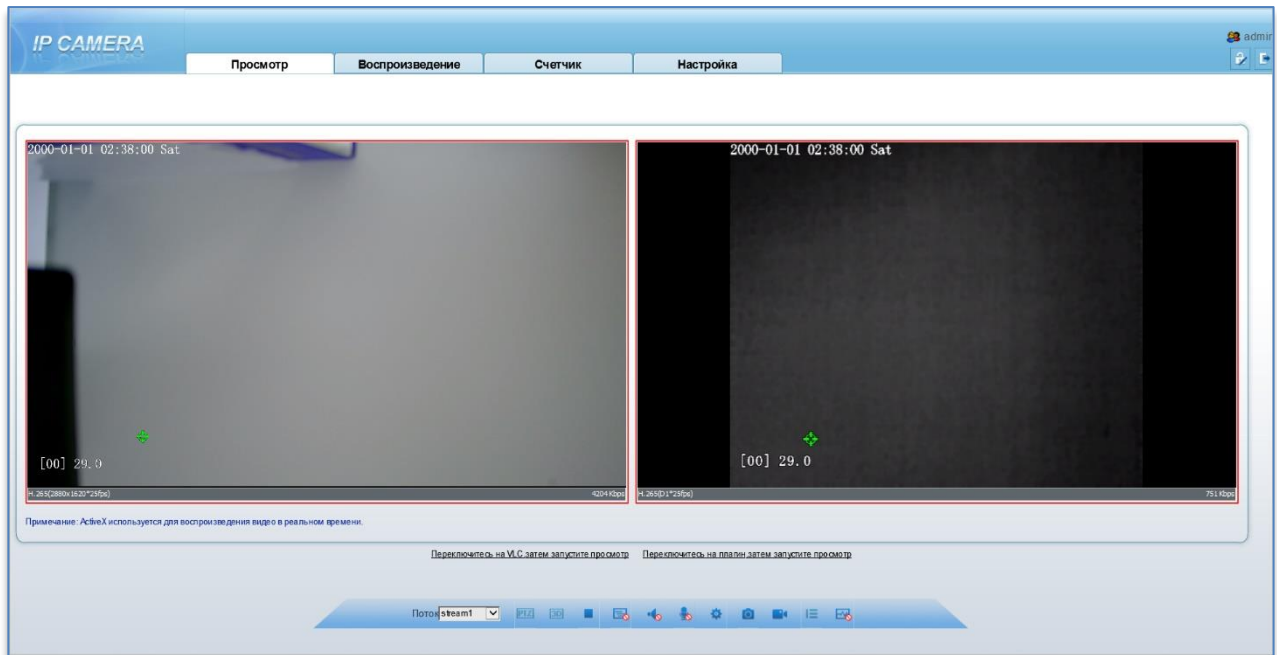 IP CAMERA
admin
Просмотр Воспроизведение Счетчик Настройка
2000-01-01 02:38:00 Sat
[00] 29.0
H.265(2880x1620*25fps) 4204 Kbps
2000-01-01 02:38:00 Sat
[00] 29.0
H.265(D1*25fps) 751 Kbps
Примечание: ActiveX используется для воспроизведения видео в реальном времени.
Переключитесь на VLC,затем запустите просмотр Переключитесь на плагин,затем запустите просмотр
Поток stream1 PTZ 3D